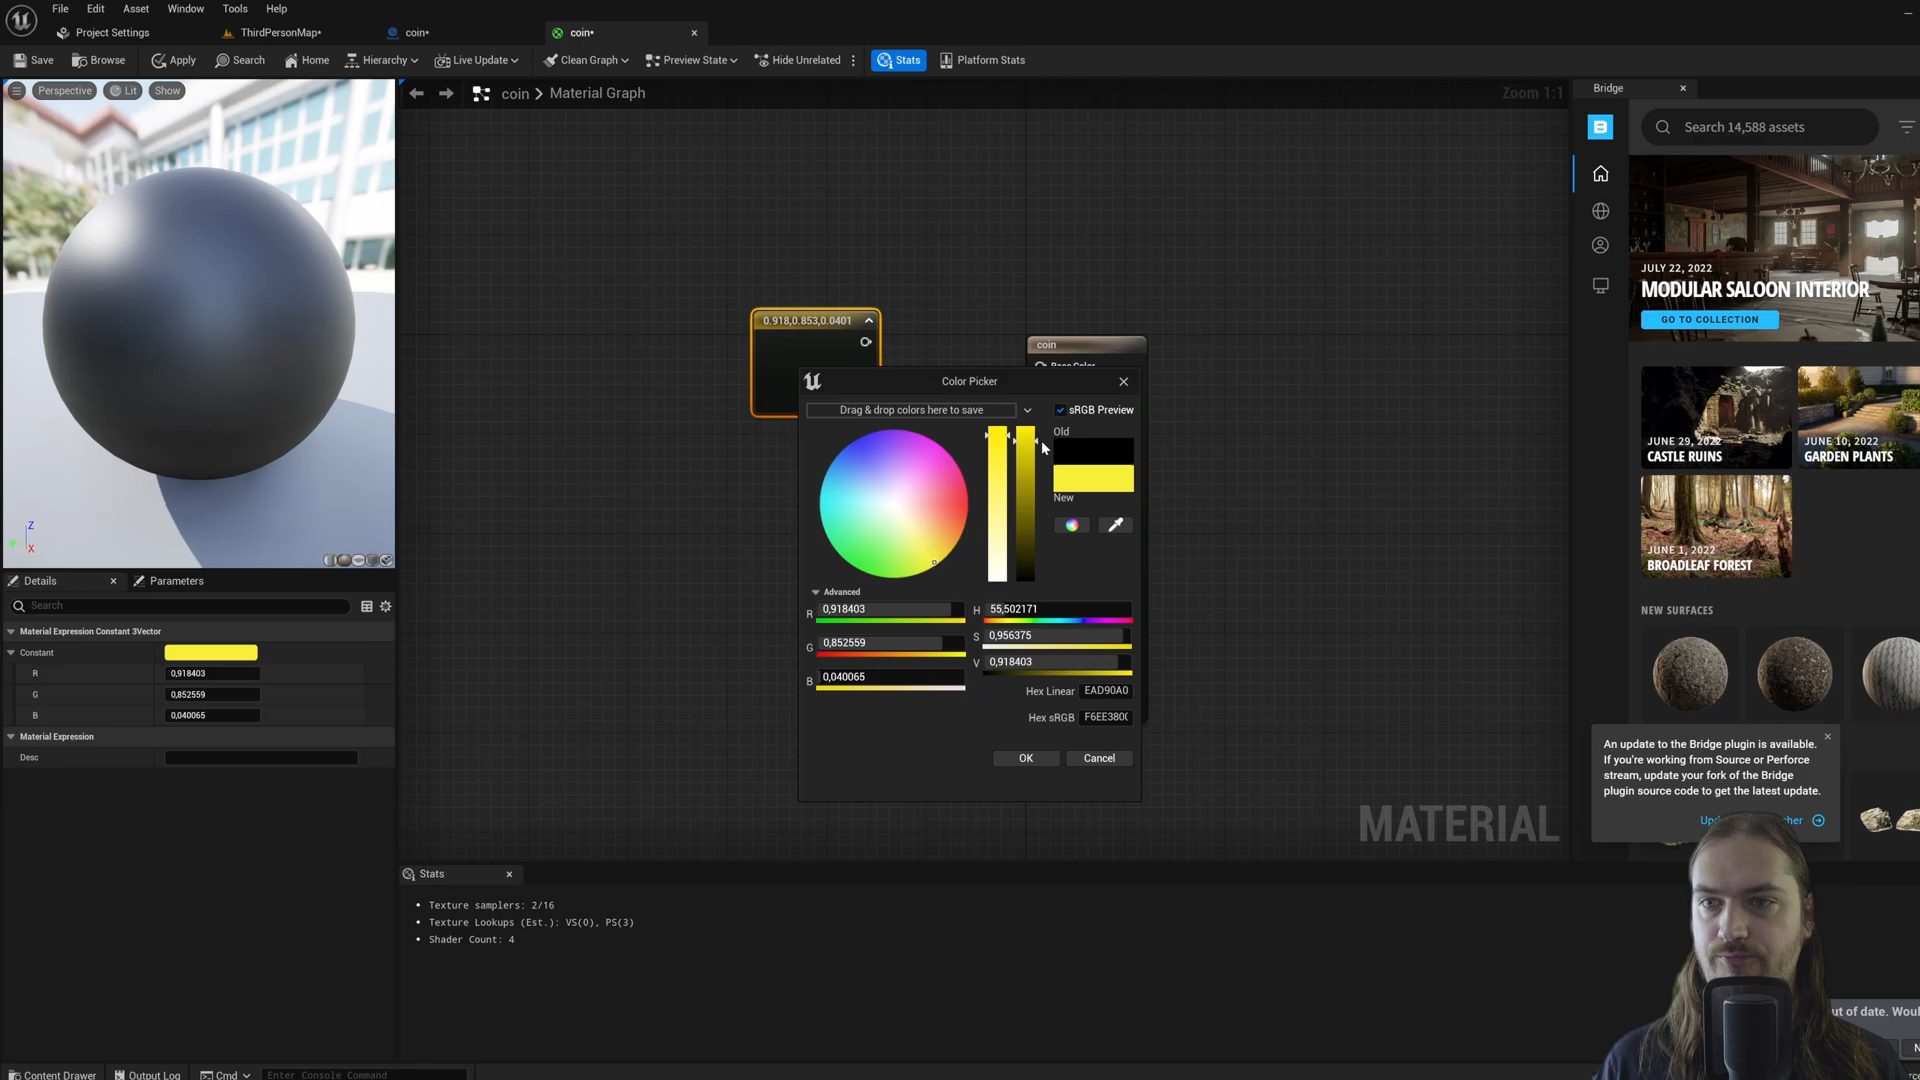 File Edit Asset Window Tools Help
Project Settings ThirdPersonMap* coin* coin*
Save Browse Apply Search Home Hierarchy Live Update Clean Graph Preview State Hide Unrelated Stats Platform Stats
Perspective Lit Show
coin > Material Graph
Zoom 1:1
Bridge
Search 14,588 assets
JULY 22, 2022
MODULAR SALOON INTERIOR
GO TO COLLECTION
0.918,0.853,0.0401
coin
Base Color
Color Picker
Drag & drop colors here to save
sRGB Preview
Old
New
Advanced
R 0,918403
G 0,852559
B 0,040065
H 55,502171
S 0,956375
V 0,918403
Hex Linear EAD90A0
Hex sRGB
OK Cancel
JUNE 29, 2022
CASTLE RUINS
JUNE 10, 2022
GARDEN PLANTS
JUNE 1, 2022
BROADLEAF FOREST
NEW SURFACES
Z
X
Details Parameters
Search
Material Expression Constant 3Vector
Constant
R 0,918403
G 0,852559
B 0,040065
Material Expression
Desc
An update to the Bridge plugin is available.
If you're working from Source or Perforce
stream, update your fork of the Bridge
plugin source code to get the latest update.
MATERIAL
Stats
Texture samplers: 2/16
Texture Lookups (Est.): VS(0), PS(3)
Shader Count: 4
of date.
Content Drawer Output Log Cmd Enter Console Command